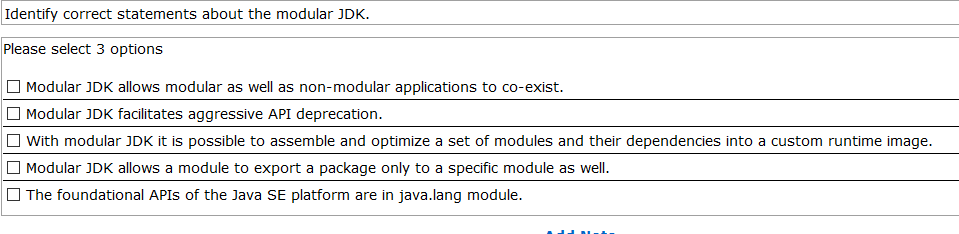 Identify correct statements about the modular JDK.
Please select 3 options
Modular JDK allows modular as well as non-modular applications to co-exist.
Modular JDK facilitates aggressive API deprecation.
With modular JDK it is possible to assemble and optimize a set of modules and their dependencies into a custom runtime image.
Modular JDK allows a module to export a package only to a specific module as well.
The foundational APIs of the Java SE platform are in java.lang module.
Add Note